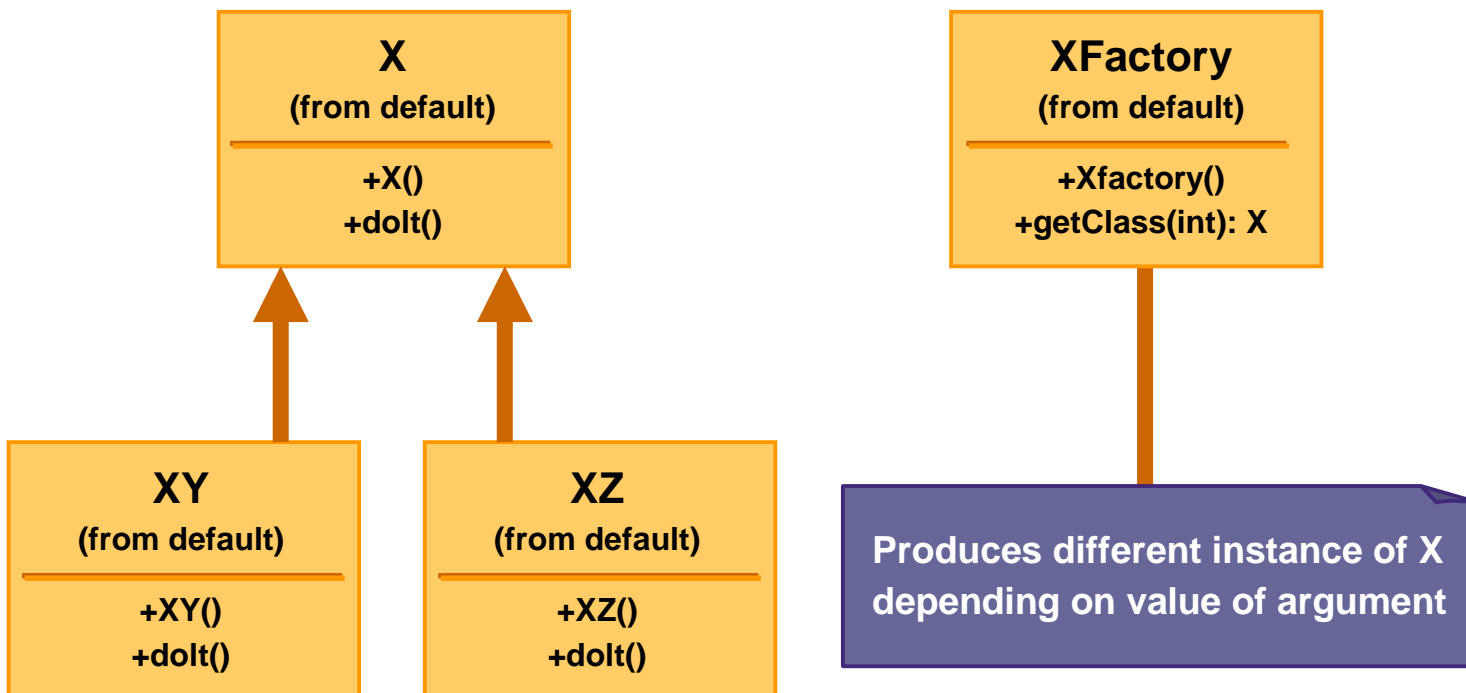 X
(from default)
+X()
+doIt()
XFactory
(from default)
+Xfactory()
+getClass(int): X
XY
(from default)
+XY()
+doIt()
XZ
(from default)
+XZ()
+doIt()
Produces different instance of X
depending on value of argument